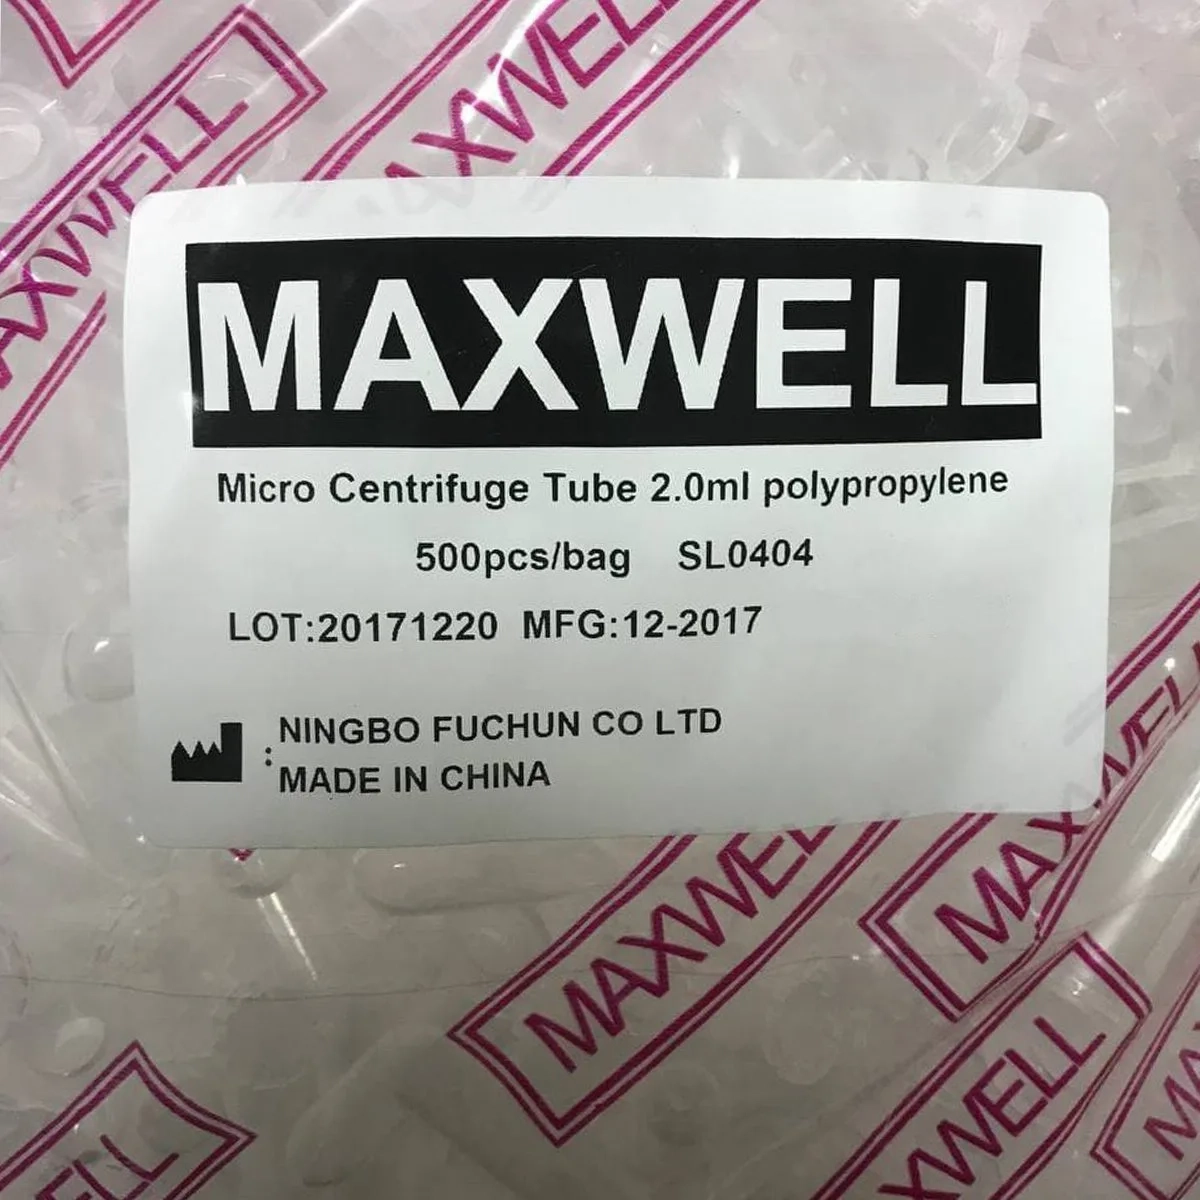 MAXWELL
MAXWELL
MAXWELL
Micro Centrifuge Tube 2.0ml polypropylene
500pcs/bag SL0404
LOT:20171220 MFG:12-2017
: NINGBO FUCHUN CO LTD
MADE IN CHINA
MAXWELL
MAXWEL
MAXWELL